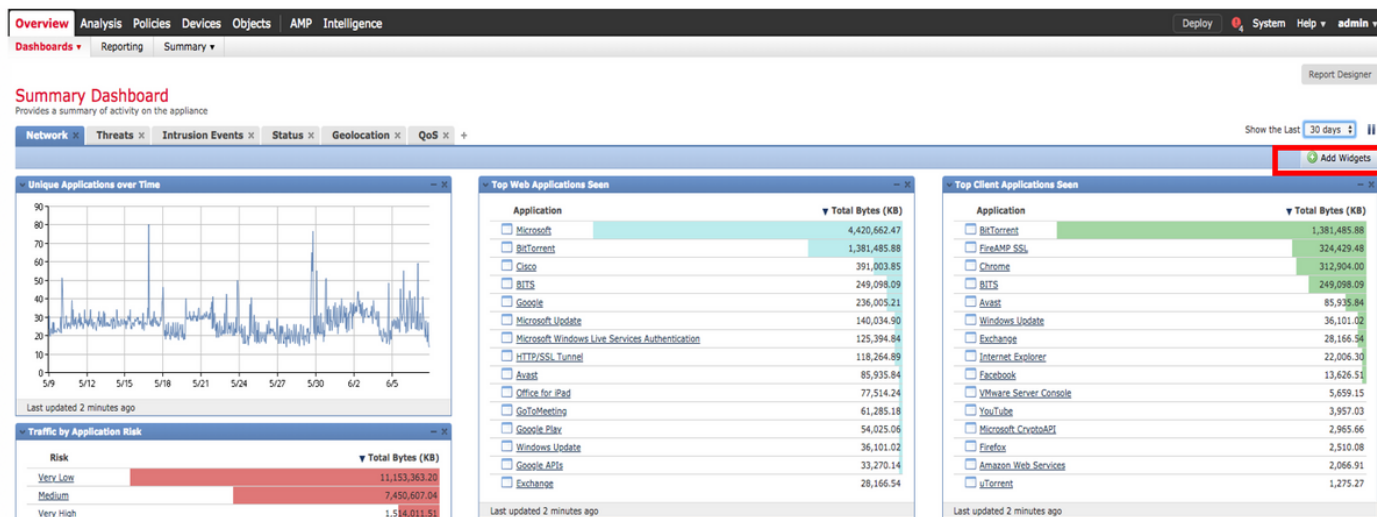 Overview Analysis Policies Devices Objects AMP Intelligence Deploy 4 System Help admin
Dashboards Reporting Summary
Report Designer
Summary Dashboard
Provides a summary of activity on the appliance
Network × Threats × Intrusion Events × Status × Geolocation × QoS × +
Show the Last 30 days
Add Widgets
Unique Applications over Time
90
80
70
60
50
40
30
20
10
0
5/9 5/12 5/15 5/18 5/21 5/24 5/27 5/30 6/2 6/5
Last updated 2 minutes ago
Traffic by Application Risk
Risk Total Bytes (KB)
Very Low 11,153,363.20
Medium 7,450,607.04
Very High 1,514,011.51
Top Web Applications Seen
Application Total Bytes (KB)
Microsoft 4,420,662.47
BitTorrent 1,381,485.88
Cisco 391,003.85
BITS 249,098.09
Google 236,005.21
Microsoft Update 140,034.90
Microsoft Windows Live Services Authentication 125,394.84
HTTP/SSL Tunnel 118,264.89
Avast 85,935.84
Office for iPad 77,514.24
GoToMeeting 61,285.18
Google Play 54,025.06
Windows Update 36,101.02
Google APIs 33,270.14
Exchange 28,166.54
Last updated 2 minutes ago
Top Client Applications Seen
Application Total Bytes (KB)
BitTorrent 1,381,485.88
FireAMP SSL 324,429.48
Chrome 312,904.00
BITS 249,098.09
Avast 85,935.84
Windows Update 36,101.02
Exchange 28,166.54
Internet Explorer 22,006.30
Facebook 13,626.51
VMware Server Console 5,659.15
YouTube 3,957.03
Microsoft CryptoAPI 2,965.66
Firefox 2,510.08
Amazon Web Services 2,066.91
uTorrent 1,275.27
Last updated 2 minutes ago